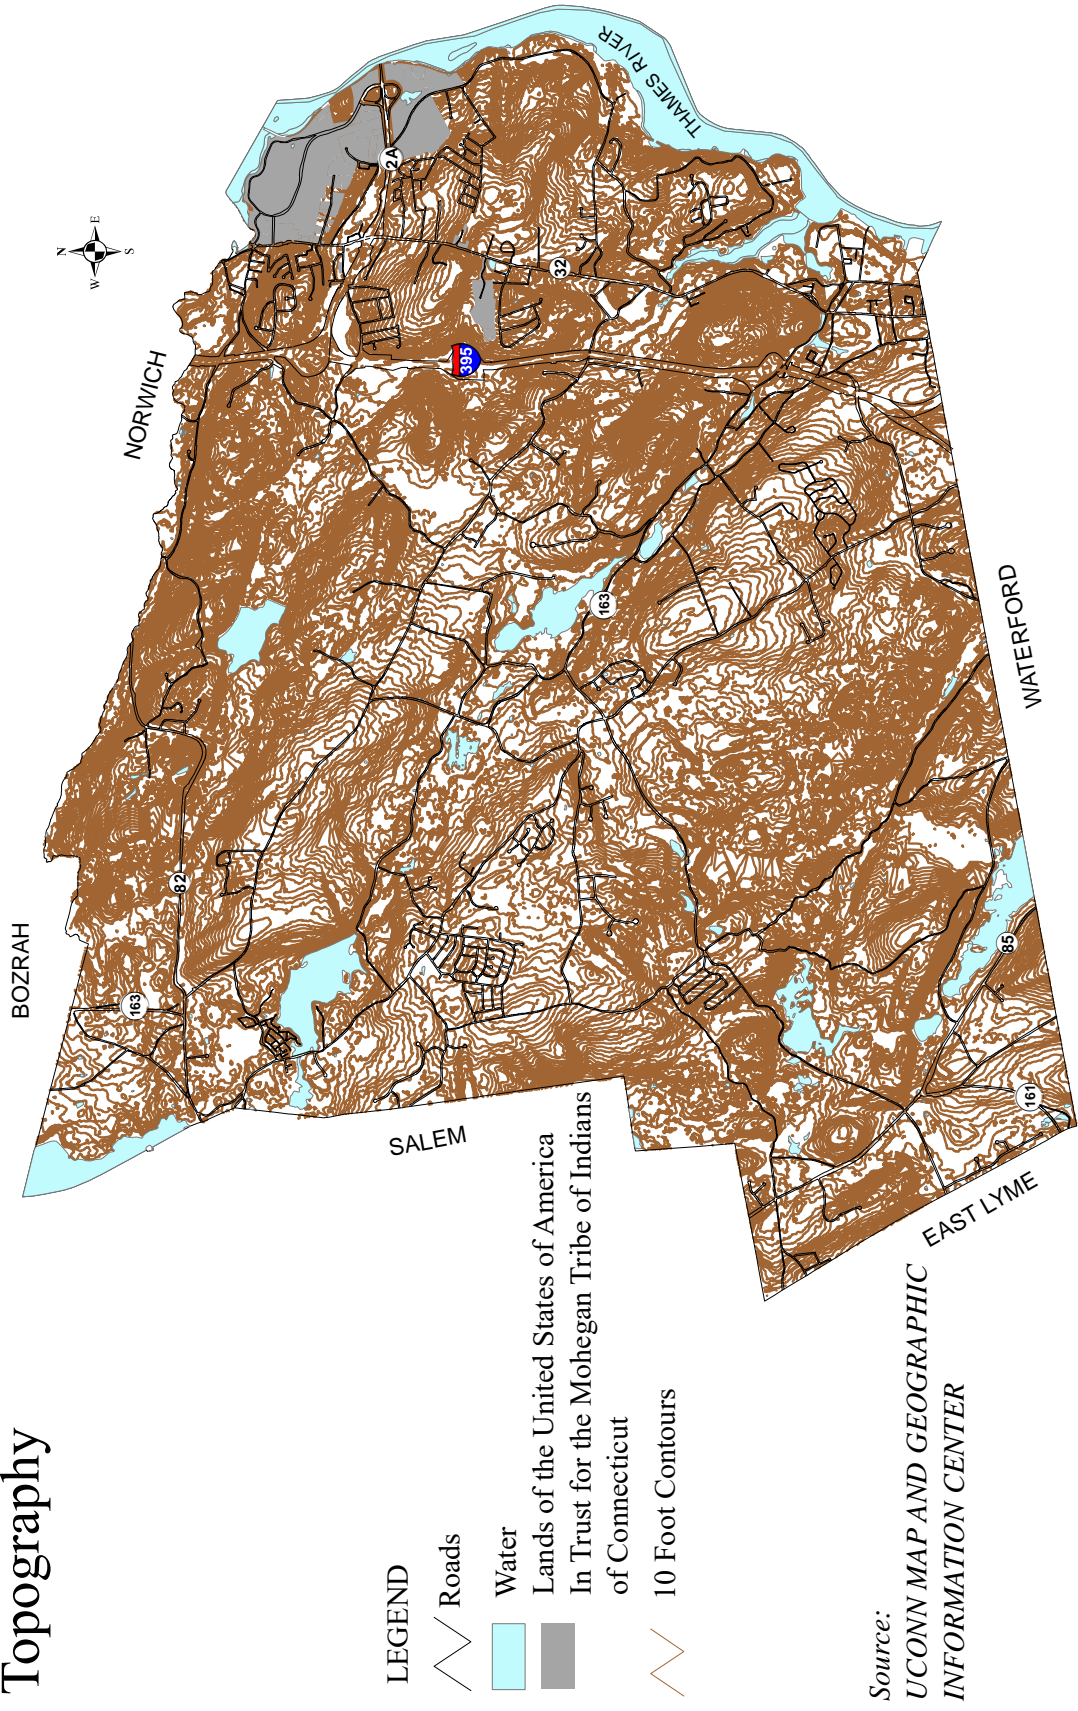 Topography
N
W
E
S
BOZRAH
NORWICH
THAMES RIVER
SALEM
WATERFORD
EAST LYME
2A
32
395
163
82
163
85
161
LEGEND
Roads
Water
Lands of the United States of America
In Trust for the Mohegan Tribe of Indians
of Connecticut
10 Foot Contours
Source:
UCONN MAP AND GEOGRAPHIC
INFORMATION CENTER